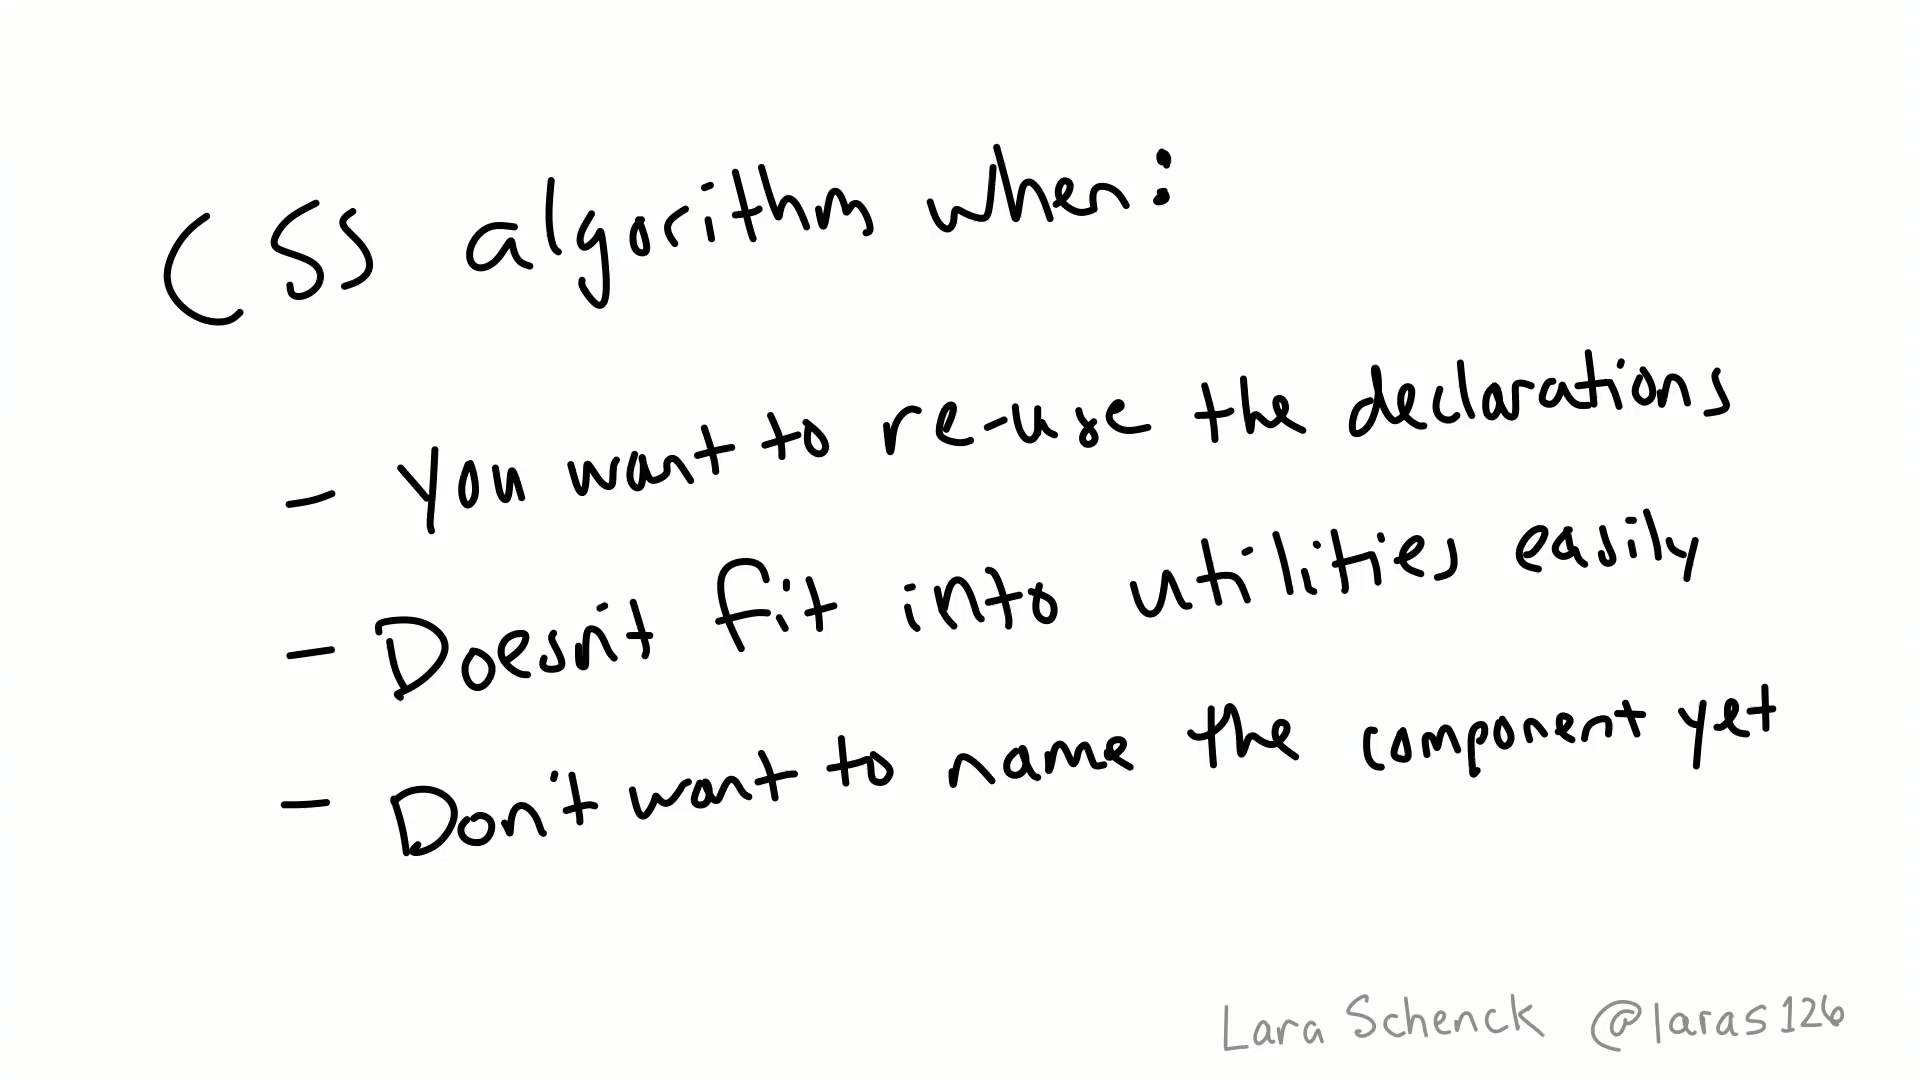 CSS algorithm when:
- You want to re-use the declarations
- Doesn't fit into utilities easily
- Don't want to name the component yet
Lara Schenck @laras126